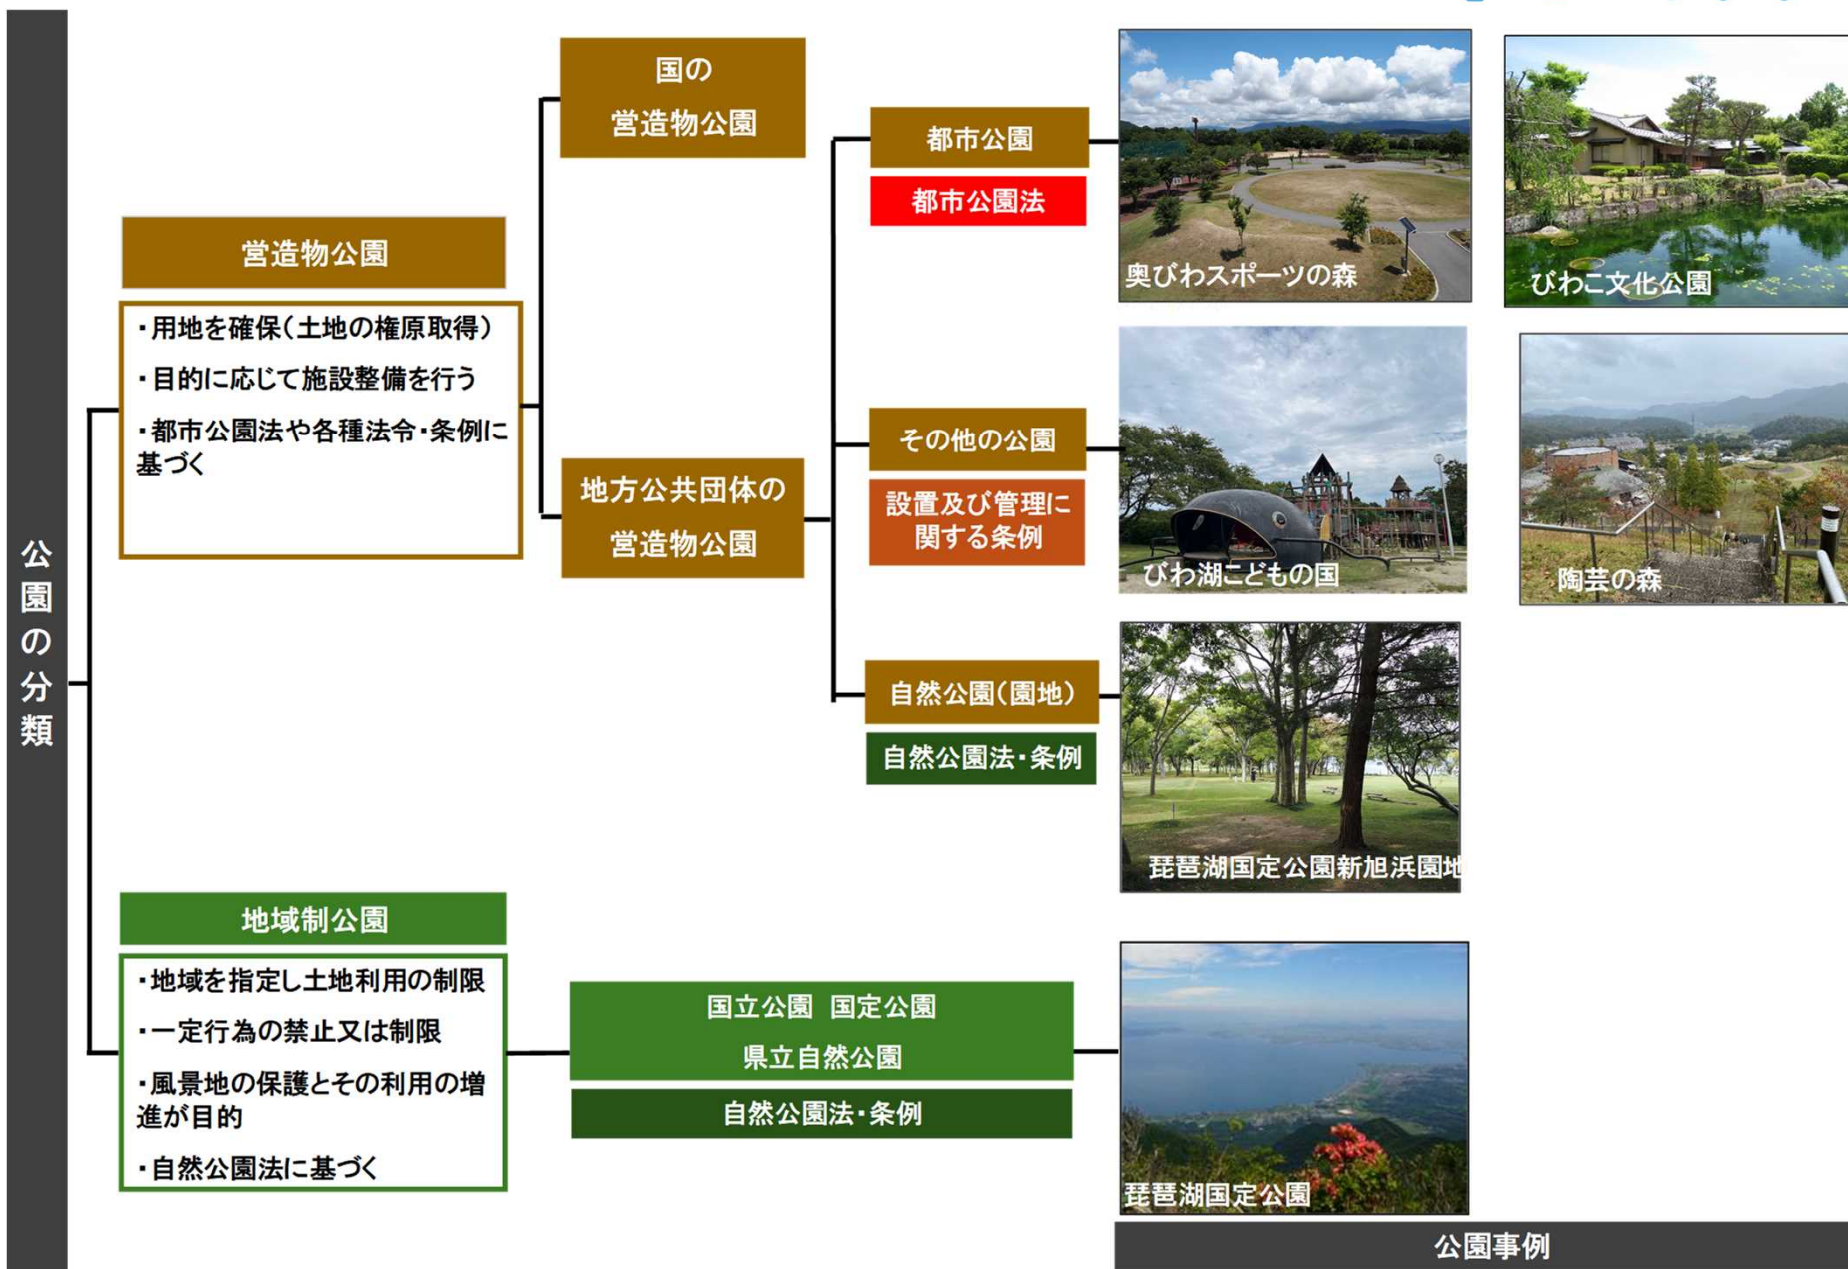 公園の分類
営造物公園
・用地を確保(土地の権原取得)
・目的に応じて施設整備を行う
・都市公園法や各種法令・条例に
基づく
国の
営造物公園
地方公共団体の
営造物公園
都市公園
都市公園法
その他の公園
設置及び管理に
関する条例
自然公園(園地)
自然公園法・条例
奥びわスポーツの森
びわこ文化公園
びわ湖こどもの国
陶芸の森
琵琶湖国定公園新旭浜園地
地域制公園
・地域を指定し土地利用の制限
・一定行為の禁止又は制限
・風景地の保護とその利用の増
進が目的
・自然公園法に基づく
国立公園 国定公園
県立自然公園
自然公園法・条例
琵琶湖国定公園
公園事例